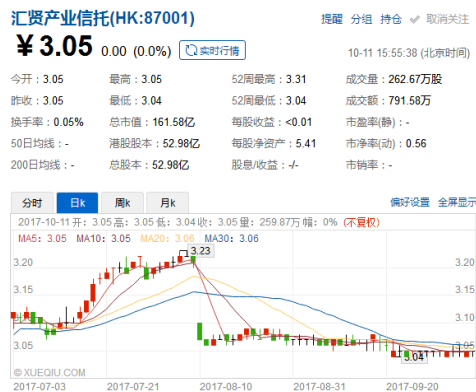 汇贤产业信托(HK:87001)
提醒 分组 持仓 取消关注
¥3.05 0.00 (0.0%) 实时行情
10-11 15:55:38 (北京时间)
今开：3.05 最高：3.05 52周最高：3.31 成交量：262.67万股
昨收：3.05 最低：3.04 52周最低：3.04 成交额：791.58万
换手率：0.05% 总市值：161.58亿 每股收益：<0.01 市盈率(静)：-
50日均线：- 港股股本：52.98亿 每股净资产：5.41 市净率(动)：0.56
200日均线：- 总股本：52.98亿 股息/收益：-/- 市销率：-
分时 日k 周k 月k 偏好设置 全屏显示
2017-10-11 开：3.05 高：3.05 低：3.04 收：3.05 量：259.87万 幅：0% (不复权)
MA5：3.05 MA10：3.05 MA20：3.06 MA30：3.06
3.23
3.20 3.20
3.15 3.15
3.10 3.10
3.05 3.05
3.04
© XUEQIU.COM
2017-07-03 2017-07-21 2017-08-10 2017-08-31 2017-09-20